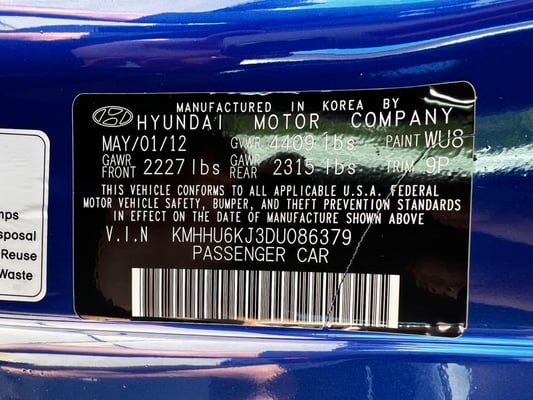 MANUFACTURED IN KOREA BY
HYUNDAI MOTOR COMPANY
MAY/01/12 GVWR 4409 lbs PAINT WU8
GAWR FRONT 2227 lbs GAWR REAR 2315 lbs TRIM 9P
THIS VEHICLE CONFORMS TO ALL APPLICABLE U.S.A. FEDERAL
MOTOR VEHICLE SAFETY, BUMPER, AND THEFT PREVENTION STANDARDS
IN EFFECT ON THE DATE OF MANUFACTURE SHOWN ABOVE
V.I.N KMHHU6KJ3DU086379
PASSENGER CAR
mps
sposal
Reuse
Waste